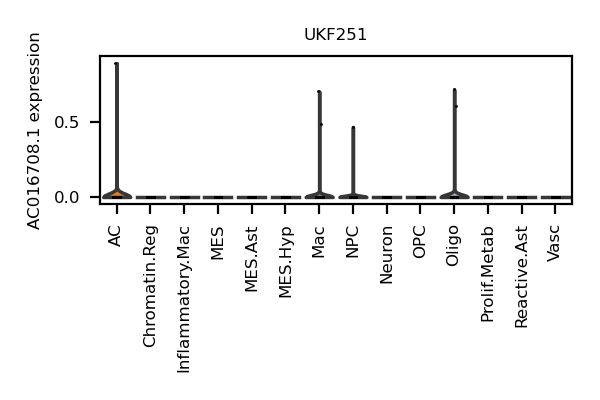 UKF251
AC016708.1 expression
0.5
0.0
AC
Chromatin.Reg
Inflammatory.Mac
MES
MES.Ast
MES.Hyp
Mac
NPC
Neuron
OPC
Oligo
Prolif.Metab
Reactive.Ast
Vasc